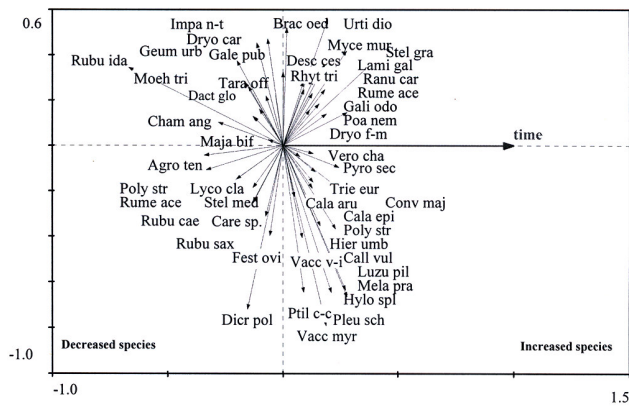 0.6
Impa n-t Brac oed Urti dio
Dryo car Myce mur
Geum urb Gale pub Stel gra
Rubu ida Desc ces Lami gal
Moeh tri Rhyt tri Ranu car
Tara off Rume ace
Dact glo Gali odo
Cham ang Poa nem
Maja bif Dryo f-m time
Vero cha
Agro ten Pyro sec
Poly str Lyco cla Trie eur
Rume ace Stel med Cala aru Conv maj
Rubu cae Care sp. Cala epi
Poly str
Rubu sax Hier umb
Fest ovi Vacc v-i Call vul
Luzu pil
Mela pra
Hylo spl
Dicr pol Ptil c-c Pleu sch
Vacc myr
Decreased species Increased species
-1.0
-1.0 1.5